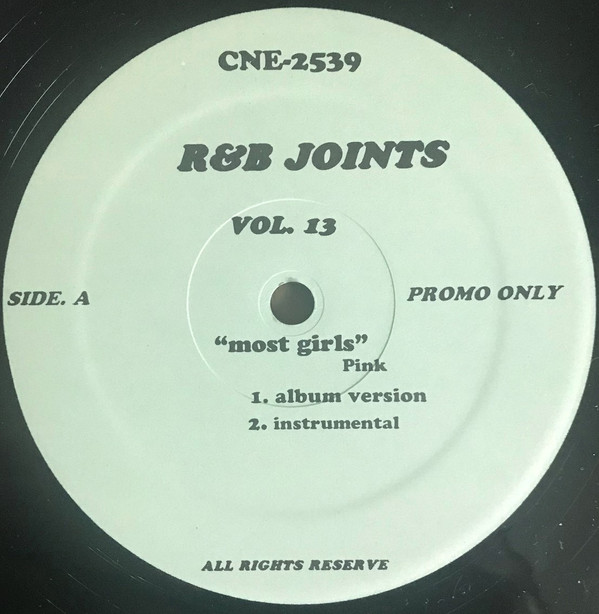 CNE-2539
R&B JOINTS
VOL. 13
SIDE. A
PROMO ONLY
“most girls”
Pink
1. album version
2. instrumental
ALL RIGHTS RESERVE